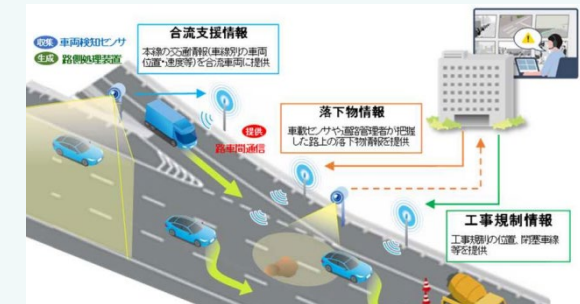 収集 車両検知センサ
生成 路側処理装置
合流支援情報
本線の交通情報(車線別の車両
位置・速度等)を合流車両に提供
提供
路車間通信
落下物情報
車載センサや道路管理者が把握
した路上の落下物情報を提供
工事規制情報
工事規制の位置、閉塞車線
等を提供